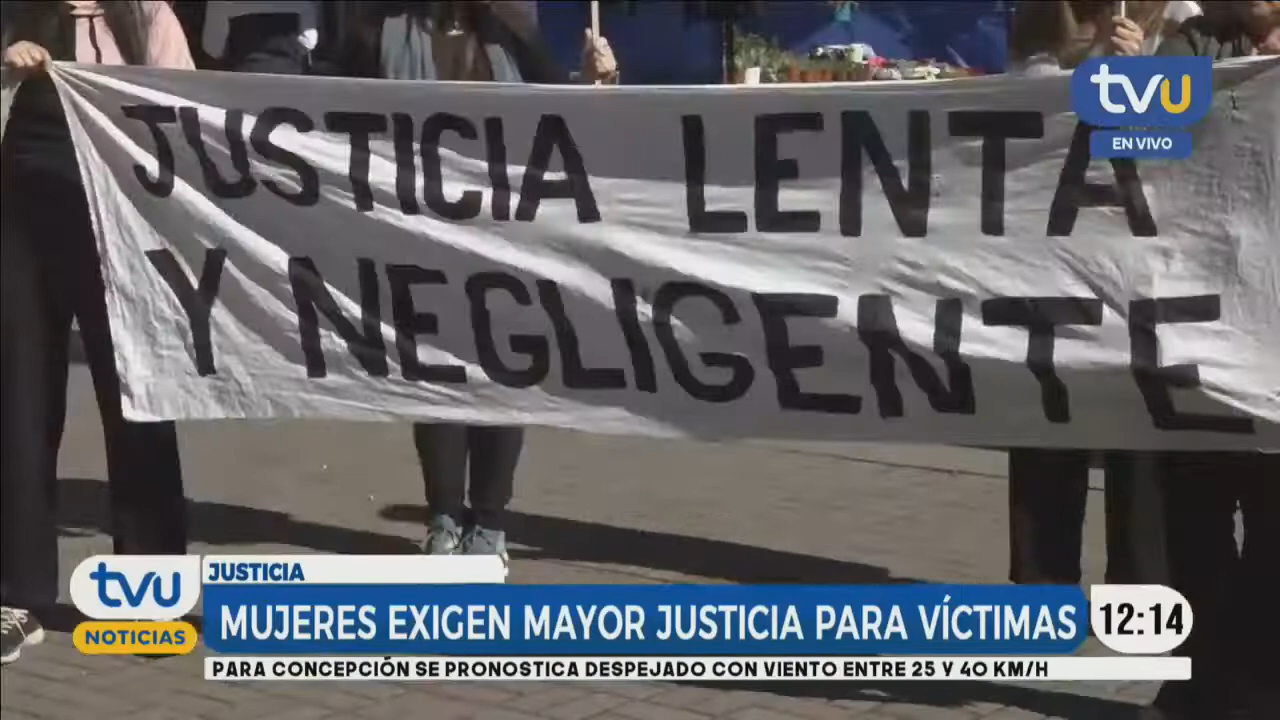 JUSTICIA LENTA
Y NEGLIGENTE
tvU
EN VIVO
tvU
NOTICIAS
JUSTICIA
MUJERES EXIGEN MAYOR JUSTICIA PARA VÍCTIMAS
12:14
PARA CONCEPCIÓN SE PRONOSTICA DESPEJADO CON VIENTO ENTRE 25 Y 40 KM/H